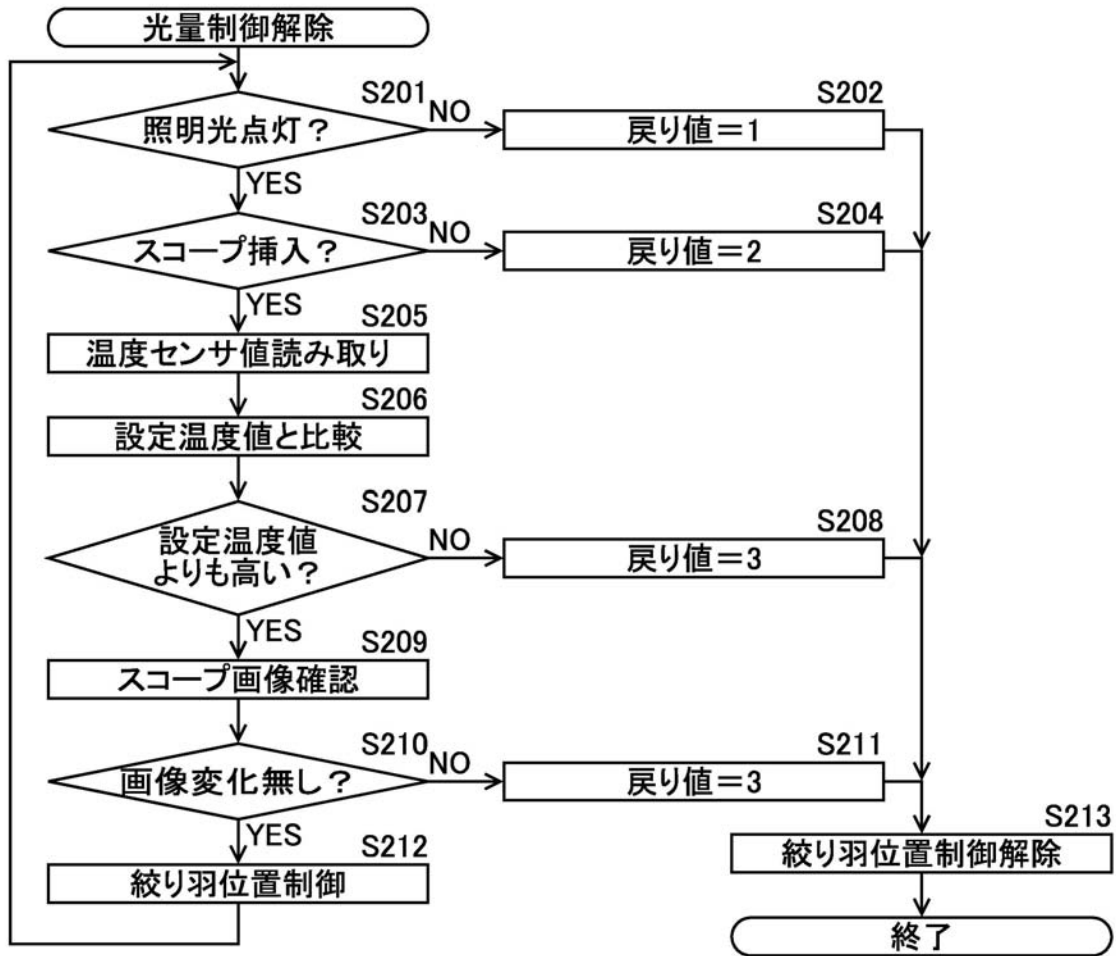 光量制御解除
S201
照明光点灯？
NO
S202
戻り値＝1
YES
S203
スコープ挿入？
NO
S204
戻り値＝2
YES
S205
温度センサ値読み取り
S206
設定温度値と比較
S207
設定温度値
よりも高い？
NO
S208
戻り値＝3
YES
S209
スコープ画像確認
S210
画像変化無し？
NO
S211
戻り値＝3
YES
S212
絞り羽位置制御
S213
絞り羽位置制御解除
終了